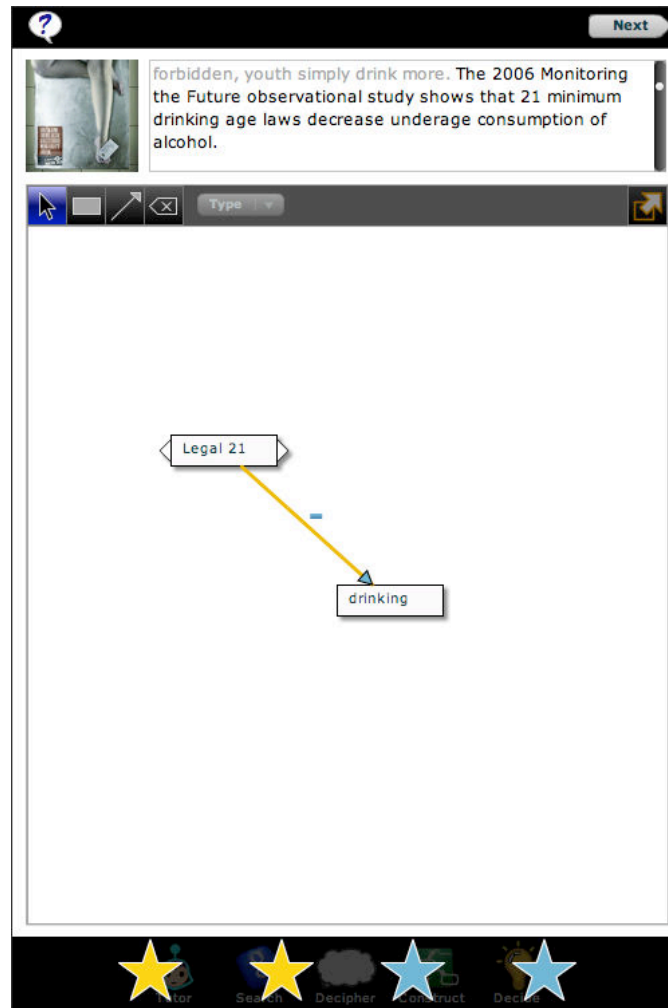 ?
Next
forbidden, youth simply drink more. The 2006 Monitoring
the Future observational study shows that 21 minimum
drinking age laws decrease underage consumption of
alcohol.
Type
Legal 21
drinking
Tutor Search Decipher Construct Decide